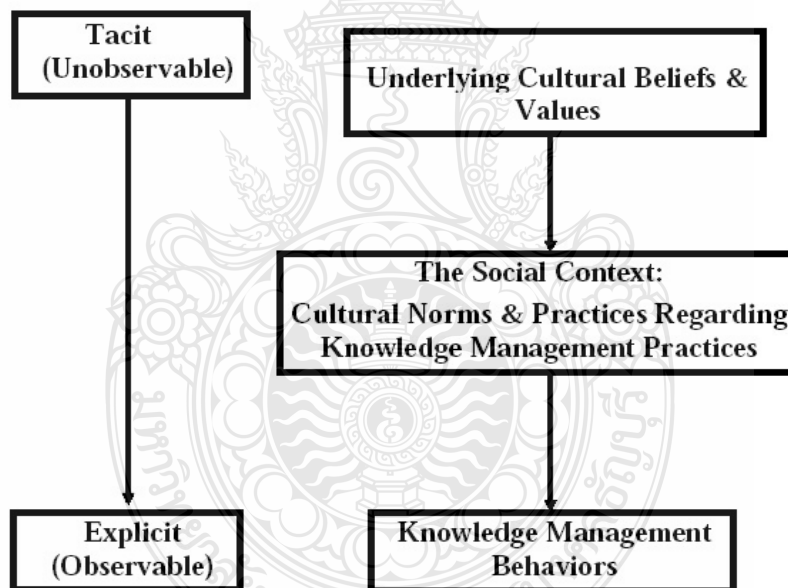 Tacit
(Unobservable)
Underlying Cultural Beliefs &
Values
The Social Context:
Cultural Norms & Practices Regarding
Knowledge Management Practices
Explicit
(Observable)
Knowledge Management
Behaviors